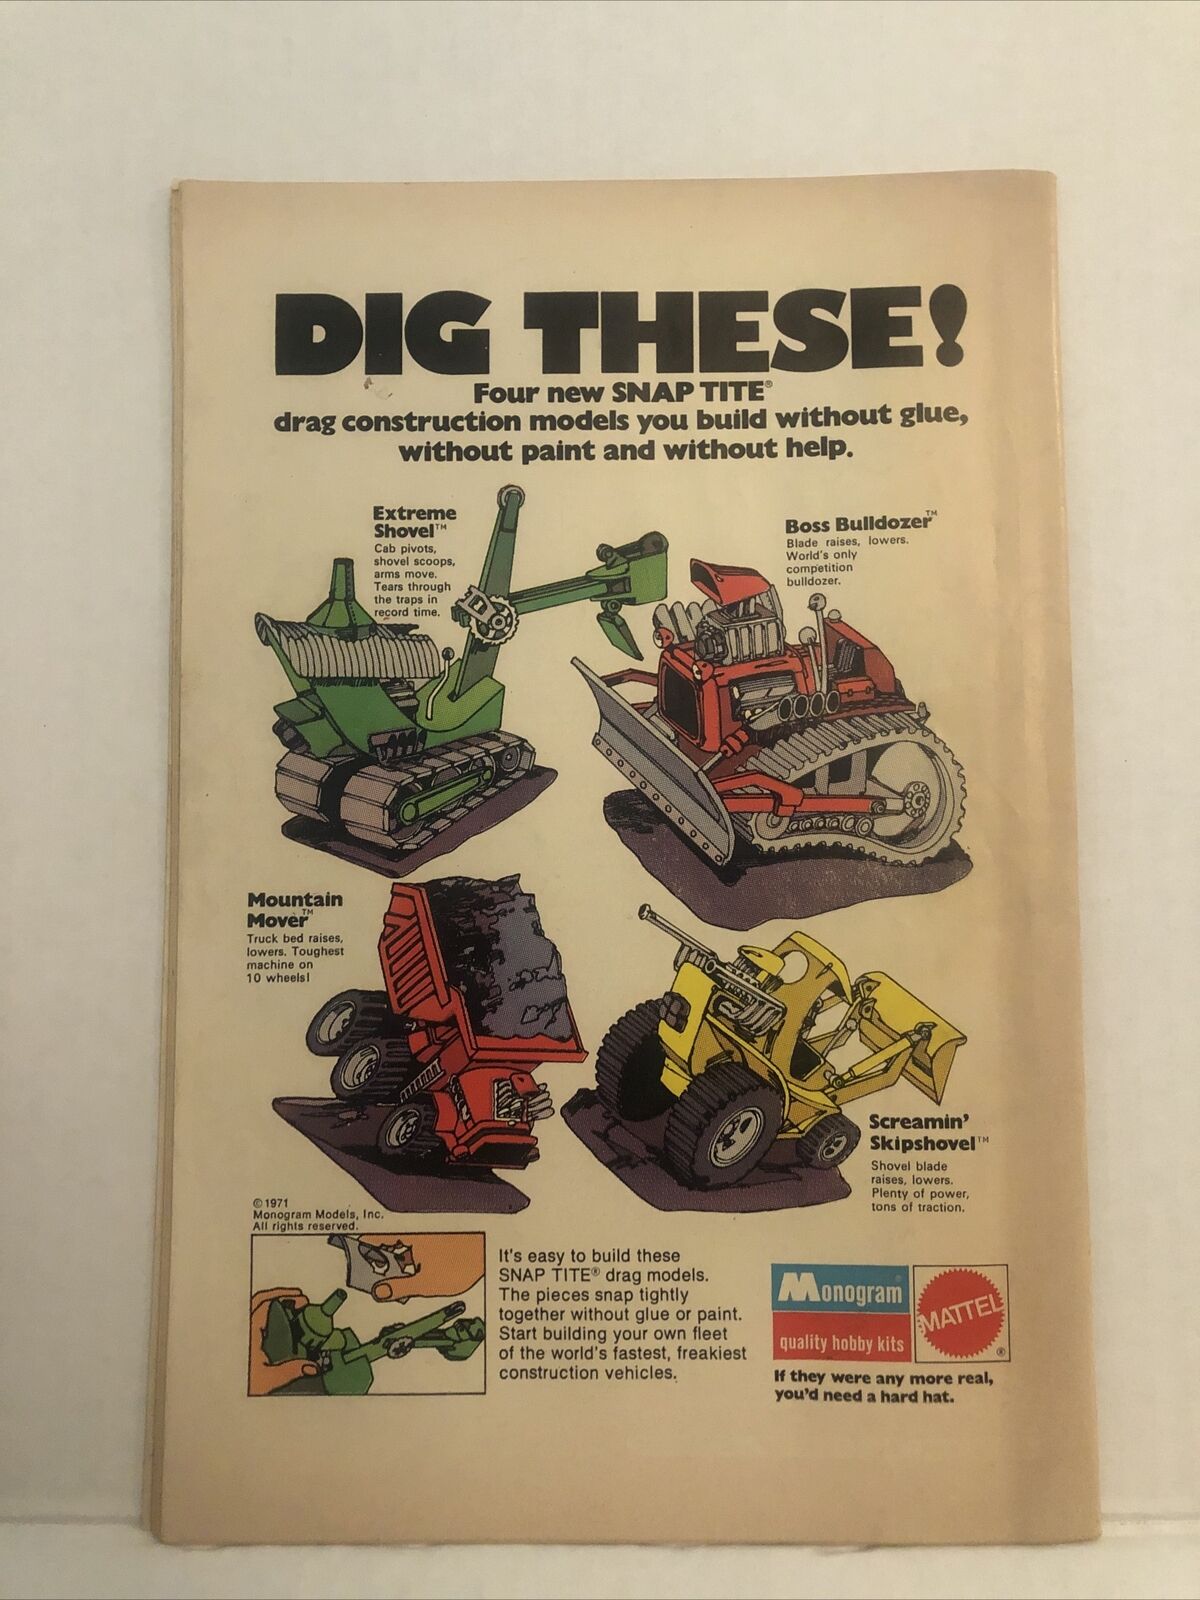 DIG THESE!
Four new SNAP TITE®
drag construction models you build without glue,
without paint and without help.
Extreme
Shovel™
Cab pivots,
shovel scoops,
arms move.
Tears through
the traps in
record time.
Boss Bulldozer™
Blade raises, lowers.
World's only
competition
bulldozer.
Mountain
Mover™
Truck bed raises,
lowers. Toughest
machine on
10 wheels!
Screamin'
Skipshovel™
Shovel blade
raises, lowers.
Plenty of power,
tons of traction.
©1971
Monogram Models, Inc.
All rights reserved.
It's easy to build these
SNAP TITE® drag models.
The pieces snap tightly
together without glue or paint.
Start building your own fleet
of the world's fastest, freakiest
construction vehicles.
Monogram®
quality hobby kits
MATTEL
®
If they were any more real,
you'd need a hard hat.